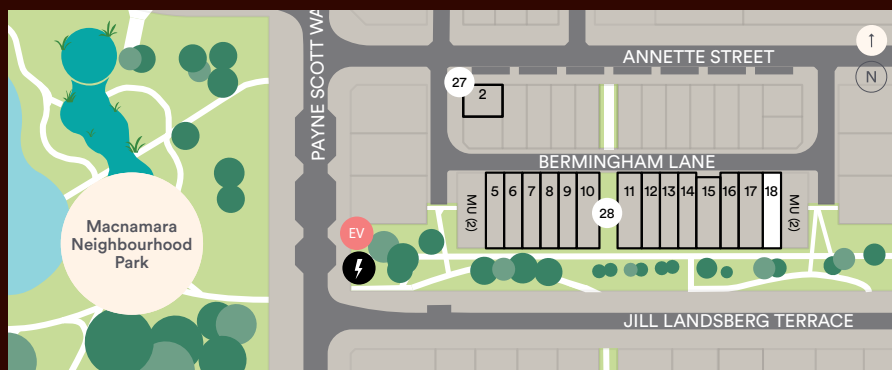 PAYNE SCOTT WA
ANNETTE STREET
↑
N
27
2
BERMINGHAM LANE
MU (2)
5 6 7 8 9 10
28
11 12 13 14 15 16 17 18
MU (2)
Macnamara
Neighbourhood
Park
EV
JILL LANDSBERG TERRACE